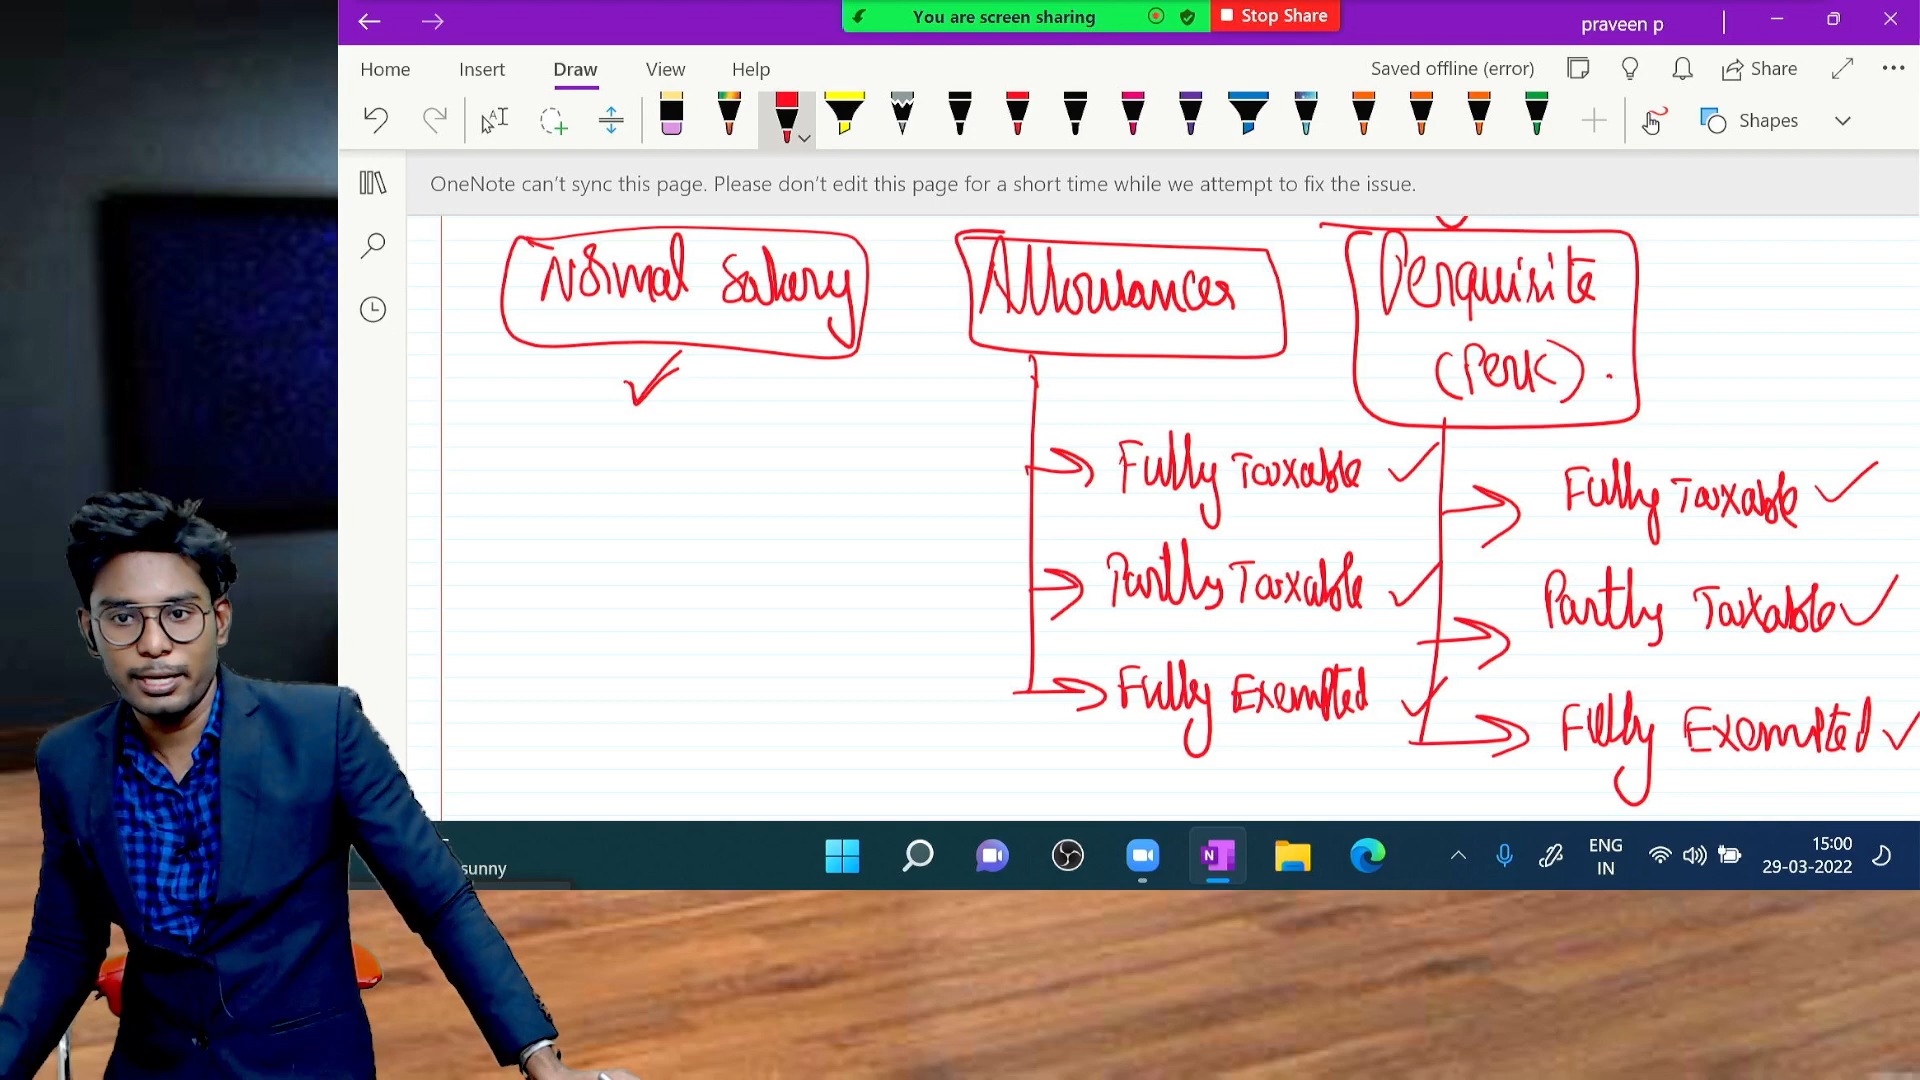 You are screen sharing
Stop Share
praveen p
Home Insert Draw View Help
Saved offline (error)
Share
Shapes
OneNote can't sync this page. Please don't edit this page for a short time while we attempt to fix the issue.
Normal Salary
Allowances
Perquisite
(Perk).
Fully Taxable
Partly Taxable
Fully Exempted
Fully Taxable
Partly Taxable
Fully Exempted
sunny
ENG
IN
15:00
29-03-2022